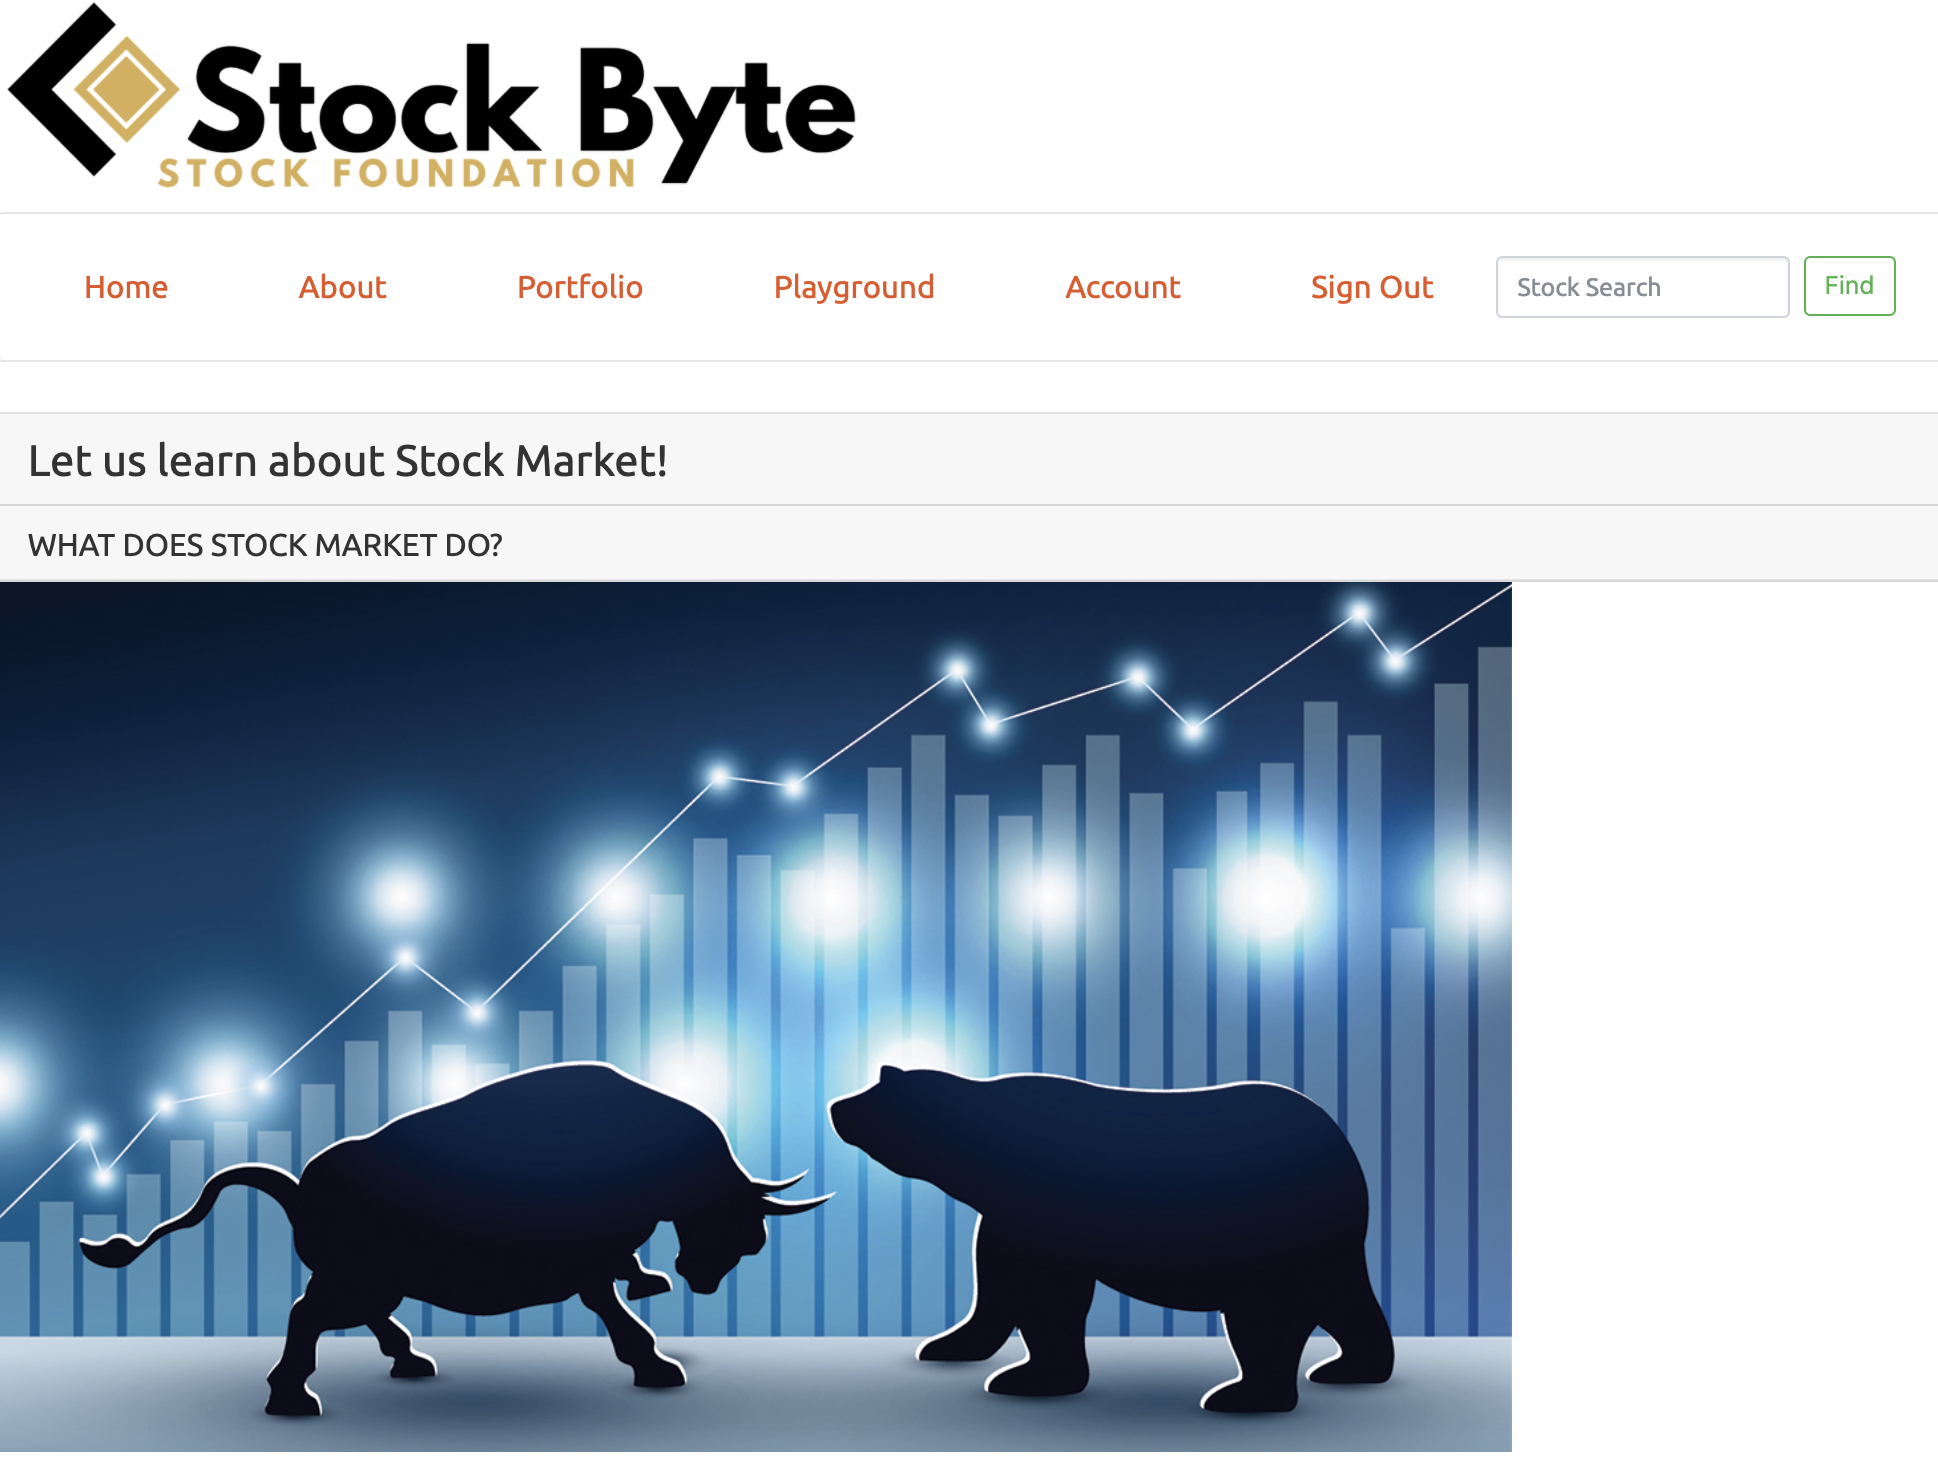 Stock Byte
STOCK FOUNDATION
Home About Portfolio Playground Account Sign Out Stock Search Find
Let us learn about Stock Market!
WHAT DOES STOCK MARKET DO?